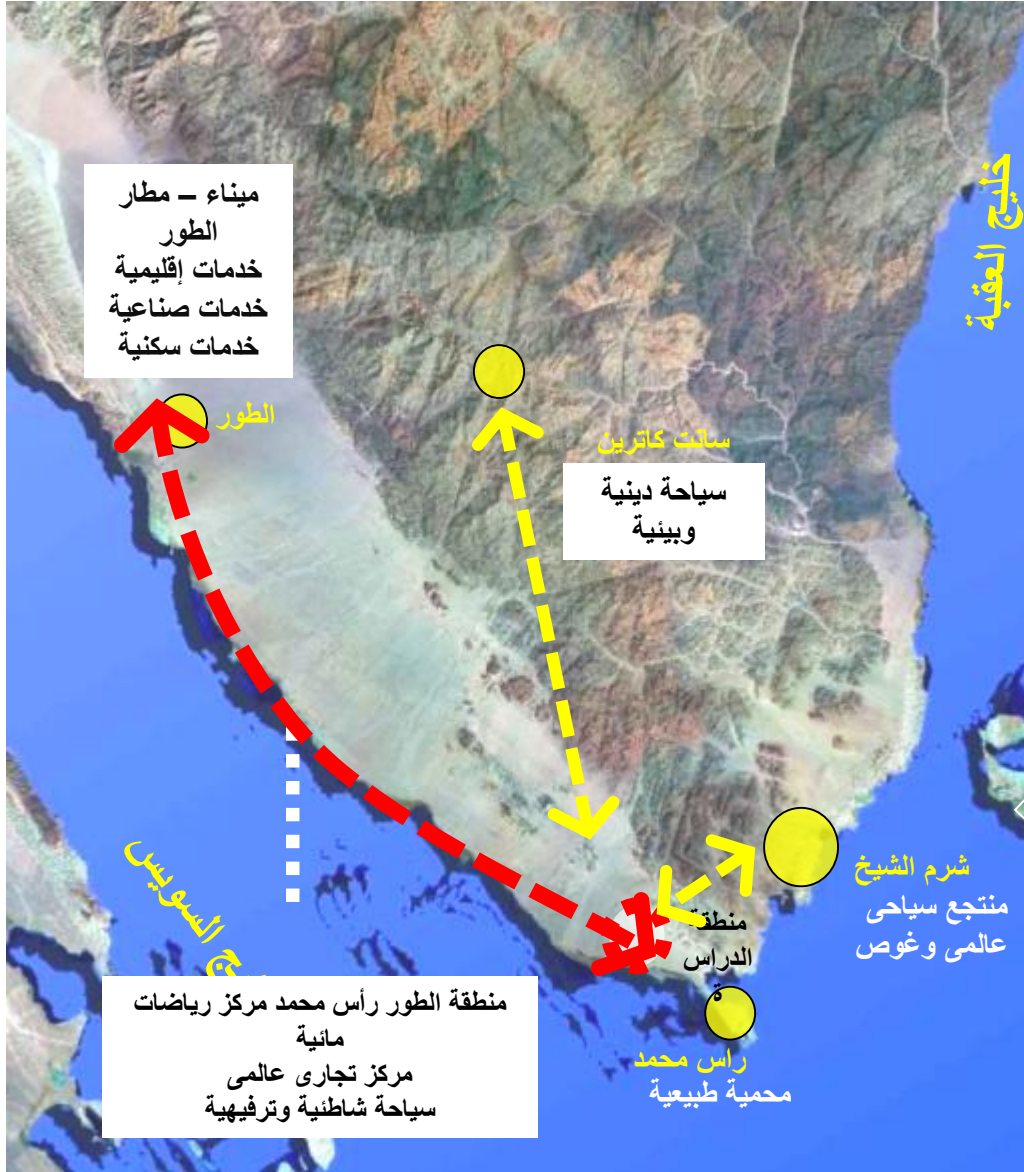 ميناء – مطار
الطور
خدمات إقليمية
خدمات صناعية
خدمات سكنية
خليج العقبة
الطور
سانت كاترين
سياحة دينية
وبيئية
شرم الشيخ
منتجع سياحى
عالمى وغوص
السويس
منطقة
الدراس
ة
منطقة الطور رأس محمد مركز رياضات
مائية
مركز تجارى عالمى
سياحة شاطئية وترفيهية
راس محمد
محمية طبيعية